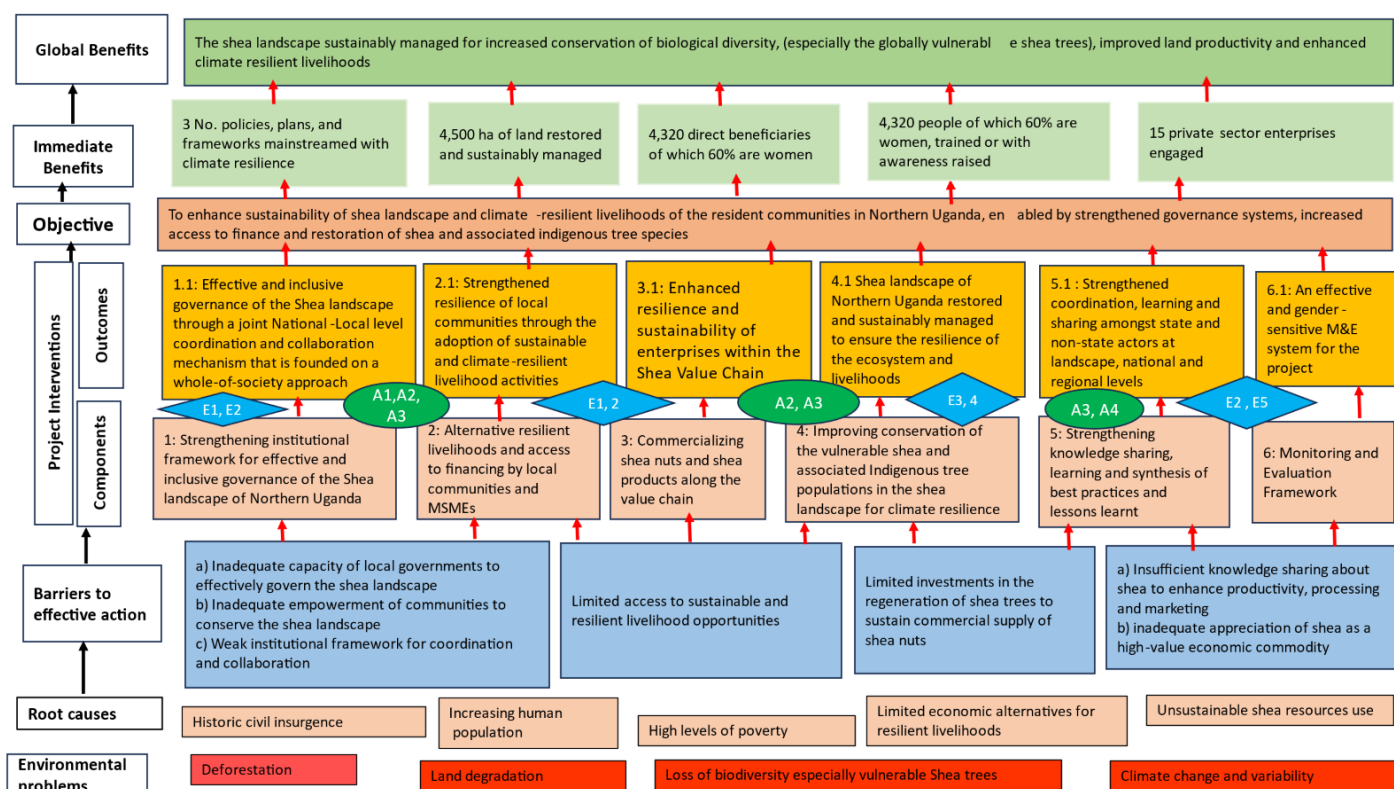 Global Benefits
The shea landscape sustainably managed for increased conservation of biological diversity, (especially the globally vulnerabl e shea trees), improved land productivity and enhanced
climate resilient livelihoods
Immediate
Benefits
3 No. policies, plans, and
frameworks mainstreamed with
climate resilience
4,500 ha of land restored
and sustainably managed
4,320 direct beneficiaries
of which 60% are women
4,320 people of which 60% are
women, trained or with
awareness raised
15 private sector enterprises
engaged
Objective
To enhance sustainability of shea landscape and climate -resilient livelihoods of the resident communities in Northern Uganda, en abled by strengthened governance systems, increased
access to finance and restoration of shea and associated indigenous tree species
Project Interventions
Outcomes
1.1: Effective and inclusive
governance of the Shea landscape
through a joint National -Local level
coordination and collaboration
mechanism that is founded on a
whole-of-society approach
2.1: Strengthened
resilience of local
communities through the
adoption of sustainable
and climate-resilient
livelihood activities
3.1: Enhanced
resilience and
sustainability of
enterprises within the
Shea Value Chain
4.1 Shea landscape of
Northern Uganda restored
and sustainably managed
to ensure the resilience of
the ecosystem and
livelihoods
5.1 : Strengthened
coordination, learning and
sharing amongst state and
non-state actors at
landscape, national and
regional levels
6.1: An effective
and gender -
sensitive M&E
system for the
project
E1, E2
A1,A2,
A3
E1, 2
A2, A3
E3, 4
A3, A4
E2 , E5
Components
1: Strengthening institutional
framework for effective and
inclusive governance of the Shea
landscape of Northern Uganda
2: Alternative resilient
livelihoods and access
to financing by local
communities and
MSMEs
3: Commercializing
shea nuts and shea
products along the
value chain
4: Improving conservation of
the vulnerable shea and
associated Indigenous tree
populations in the shea
landscape for climate resilience
5: Strengthening
knowledge sharing,
learning and synthesis of
best practices and
lessons learnt
6: Monitoring and
Evaluation
Framework
Barriers to
effective action
a) Inadequate capacity of local governments to
effectively govern the shea landscape
b) Inadequate empowerment of communities to
conserve the shea landscape
c) Weak institutional framework for coordination
and collaboration
Limited access to sustainable and
resilient livelihood opportunities
Limited investments in the
regeneration of shea trees to
sustain commercial supply of
shea nuts
a) Insufficient knowledge sharing about
shea to enhance productivity, processing
and marketing
b) inadequate appreciation of shea as a
high-value economic commodity
Root causes
Historic civil insurgence
Increasing human
population
High levels of poverty
Limited economic alternatives for
resilient livelihoods
Unsustainable shea resources use
Environmental
problems
Deforestation
Land degradation
Loss of biodiversity especially vulnerable Shea trees
Climate change and variability